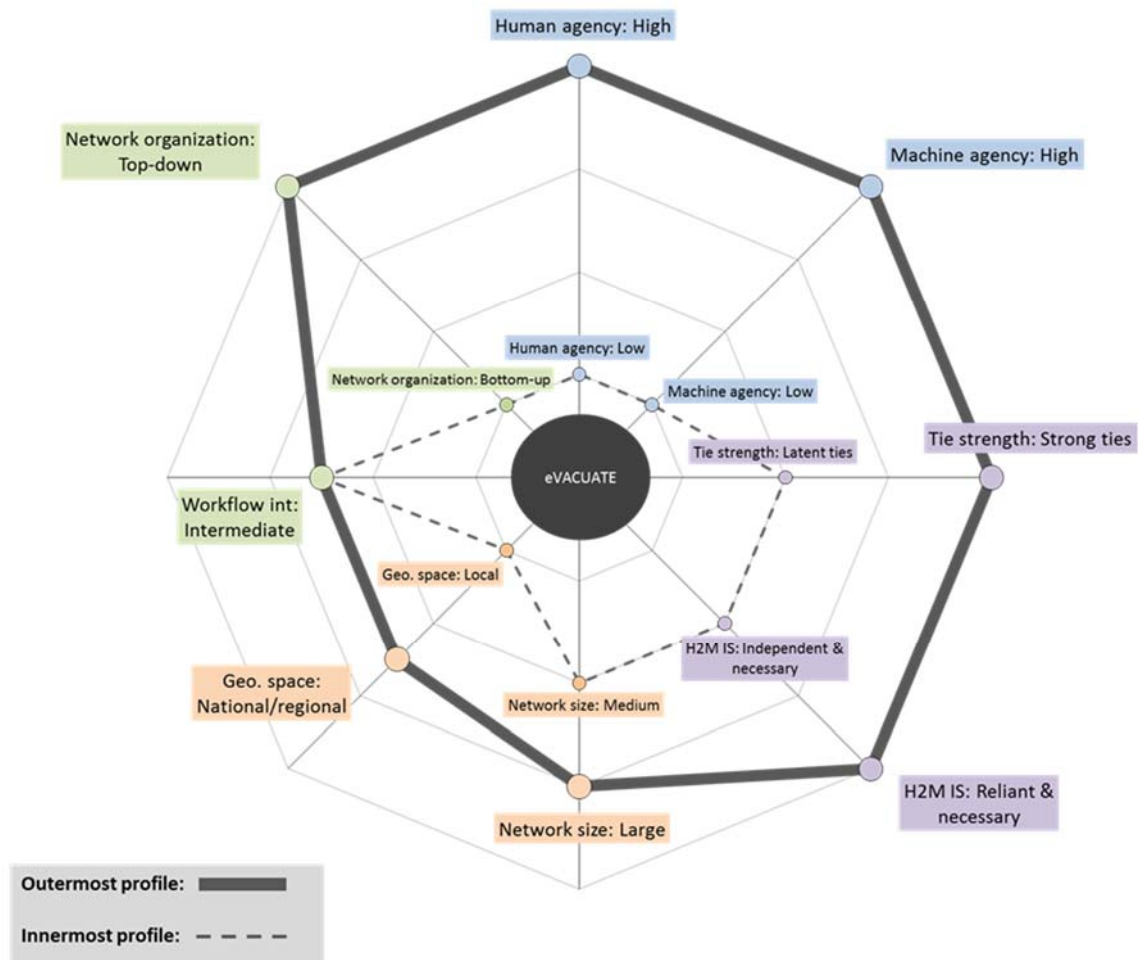 Human agency: High
Network organization:
Top-down
Machine agency: High
Human agency: Low
Network organization: Bottom-up
Machine agency: Low
Tie strength: Strong ties
Tie strength: Latent ties
eVACUATE
Workflow int:
Intermediate
Geo. space: Local
H2M IS: Independent &
necessary
Geo. space:
National/regional
Network size: Medium
H2M IS: Reliant &
necessary
Network size: Large
Outermost profile:
Innermost profile: